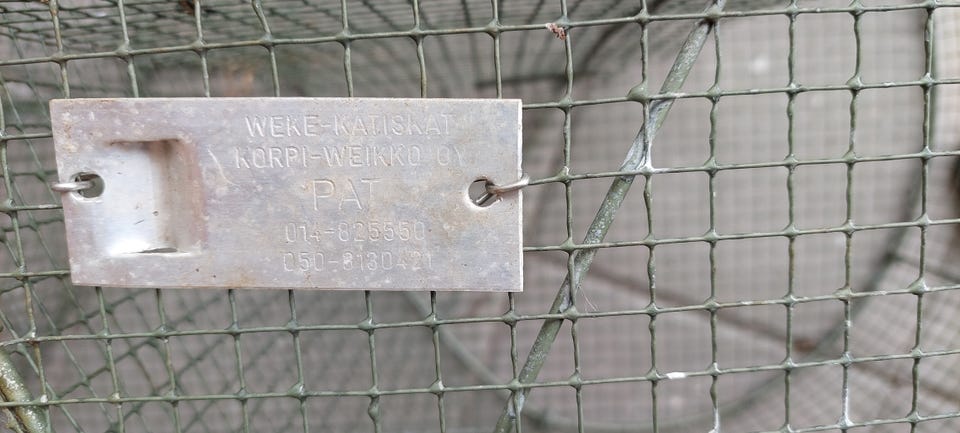 WEKE-KATISKAT
KORPI-WEIKKO OY
PAT
014-825550
050-8130421